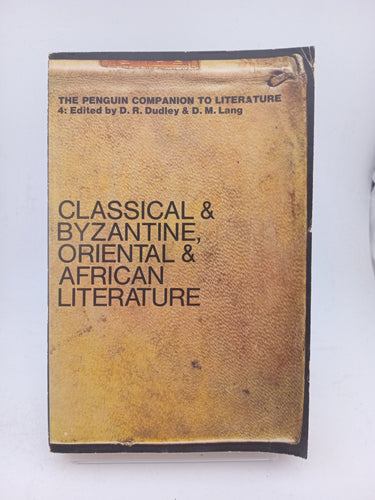 THE PENGUIN COMPANION TO LITERATURE
4: Edited by D. R. Dudley & D. M. Lang
CLASSICAL &
BYZANTINE,
ORIENTAL &
AFRICAN
LITERATURE